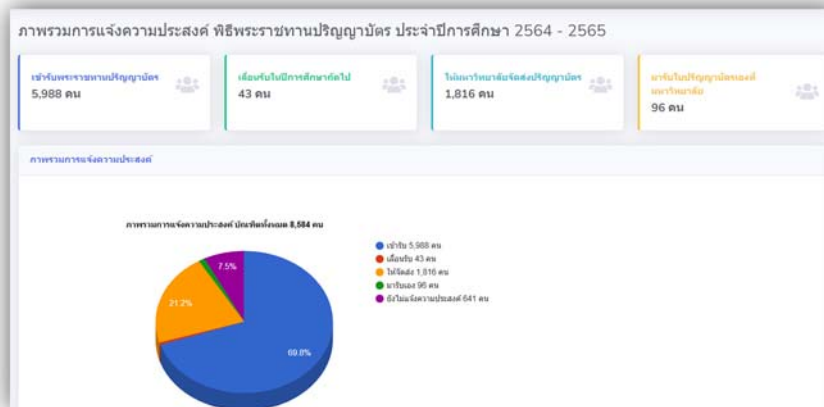 ภาพรวมการแจ้งความประสงค์ พิธีพระราชทานปริญญาบัตร ประจำปีการศึกษา 2564 - 2565
เข้ารับพระราชทานปริญญาบัตร
5,988 คน
เลื่อนรับในปีการศึกษาถัดไป
43 คน
ให้มหาวิทยาลัยจัดส่งปริญญาบัตร
1,816 คน
มารับใบปริญญาบัตรเองที่
มหาวิทยาลัย
96 คน
ภาพรวมการแจ้งความประสงค์
ภาพรวมการแจ้งความประสงค์ บัณฑิตทั้งหมด 8,584 คน
7.5%
21.2%
69.8%
เข้ารับ 5,988 คน
เลื่อนรับ 43 คน
ให้จัดส่ง 1,816 คน
มารับเอง 96 คน
ยังไม่แจ้งความประสงค์ 641 คน